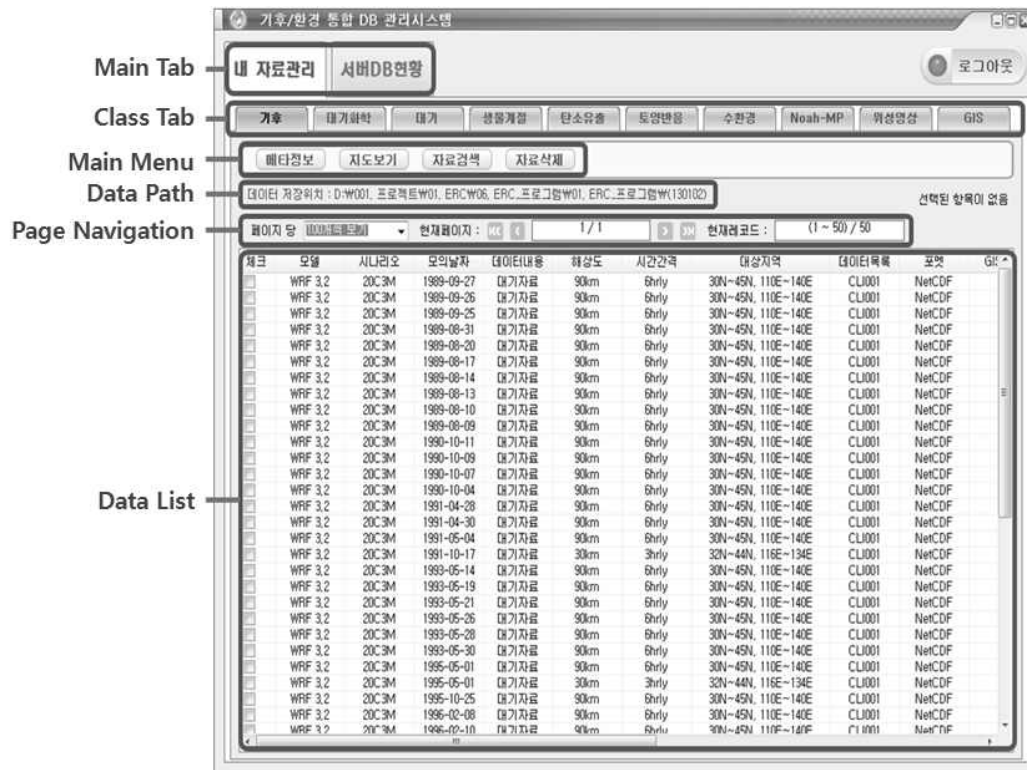 기후/환경 통합 DB 관리시스템
Main Tab
내 자료관리 서버DB현황
로그아웃
Class Tab
기후 대기화학 대기 생물계절 탄소유출 토양반응 수환경 Noah-MP 위성영상 GIS
Main Menu
메타정보 지도보기 자료검색 자료삭제
Data Path
데이터 저장위치 : D:₩001, 프로젝트₩01, ERC₩06, ERC_프로그램₩01, ERC_프로그램₩(130102)
선택된 항목이 없음
Page Navigation
페이지 당 100개씩 보기 현재페이지 : 1 / 1 현재레코드 : (1 ~ 50) / 50
체크 모델 시나리오 모의날자 데이터내용 해상도 시간간격 대상지역 데이터목록 포멧
WRF 3,2 20C3M 1989-09-27 대기자료 90km 6hrly 30N~45N, 110E~140E CLI001 NetCDF
WRF 3,2 20C3M 1989-09-26 대기자료 90km 6hrly 30N~45N, 110E~140E CLI001 NetCDF
WRF 3,2 20C3M 1989-09-25 대기자료 90km 6hrly 30N~45N, 110E~140E CLI001 NetCDF
WRF 3,2 20C3M 1989-08-31 대기자료 90km 6hrly 30N~45N, 110E~140E CLI001 NetCDF
WRF 3,2 20C3M 1989-08-20 대기자료 90km 6hrly 30N~45N, 110E~140E CLI001 NetCDF
WRF 3,2 20C3M 1989-08-17 대기자료 90km 6hrly 30N~45N, 110E~140E CLI001 NetCDF
WRF 3,2 20C3M 1989-08-14 대기자료 90km 6hrly 30N~45N, 110E~140E CLI001 NetCDF
WRF 3,2 20C3M 1989-08-13 대기자료 90km 6hrly 30N~45N, 110E~140E CLI001 NetCDF
WRF 3,2 20C3M 1989-08-10 대기자료 90km 6hrly 30N~45N, 110E~140E CLI001 NetCDF
WRF 3,2 20C3M 1989-08-09 대기자료 90km 6hrly 30N~45N, 110E~140E CLI001 NetCDF
WRF 3,2 20C3M 1990-10-11 대기자료 90km 6hrly 30N~45N, 110E~140E CLI001 NetCDF
WRF 3,2 20C3M 1990-10-09 대기자료 90km 6hrly 30N~45N, 110E~140E CLI001 NetCDF
WRF 3,2 20C3M 1990-10-07 대기자료 90km 6hrly 30N~45N, 110E~140E CLI001 NetCDF
WRF 3,2 20C3M 1990-10-04 대기자료 90km 6hrly 30N~45N, 110E~140E CLI001 NetCDF
Data List
WRF 3,2 20C3M 1991-04-28 대기자료 90km 6hrly 30N~45N, 110E~140E CLI001 NetCDF
WRF 3,2 20C3M 1991-04-30 대기자료 90km 6hrly 30N~45N, 110E~140E CLI001 NetCDF
WRF 3,2 20C3M 1991-05-04 대기자료 90km 6hrly 30N~45N, 110E~140E CLI001 NetCDF
WRF 3,2 20C3M 1991-10-17 대기자료 30km 3hrly 32N~44N, 116E~134E CLI001 NetCDF
WRF 3,2 20C3M 1993-05-14 대기자료 90km 6hrly 30N~45N, 110E~140E CLI001 NetCDF
WRF 3,2 20C3M 1993-05-19 대기자료 90km 6hrly 30N~45N, 110E~140E CLI001 NetCDF
WRF 3,2 20C3M 1993-05-21 대기자료 90km 6hrly 30N~45N, 110E~140E CLI001 NetCDF
WRF 3,2 20C3M 1993-05-26 대기자료 90km 6hrly 30N~45N, 110E~140E CLI001 NetCDF
WRF 3,2 20C3M 1993-05-28 대기자료 90km 6hrly 30N~45N, 110E~140E CLI001 NetCDF
WRF 3,2 20C3M 1993-05-30 대기자료 90km 6hrly 30N~45N, 110E~140E CLI001 NetCDF
WRF 3,2 20C3M 1995-05-01 대기자료 90km 6hrly 30N~45N, 110E~140E CLI001 NetCDF
WRF 3,2 20C3M 1995-05-01 대기자료 30km 3hrly 32N~44N, 116E~134E CLI001 NetCDF
WRF 3,2 20C3M 1995-10-25 대기자료 90km 6hrly 30N~45N, 110E~140E CLI001 NetCDF
WRF 3,2 20C3M 1996-02-08 대기자료 90km 6hrly 30N~45N, 110E~140E CLI001 NetCDF
WRF 3,2 20C3M 1996-02-10 대기자료 90km 6hrly 30N~45N, 110E~140E CLI001 NetCDF